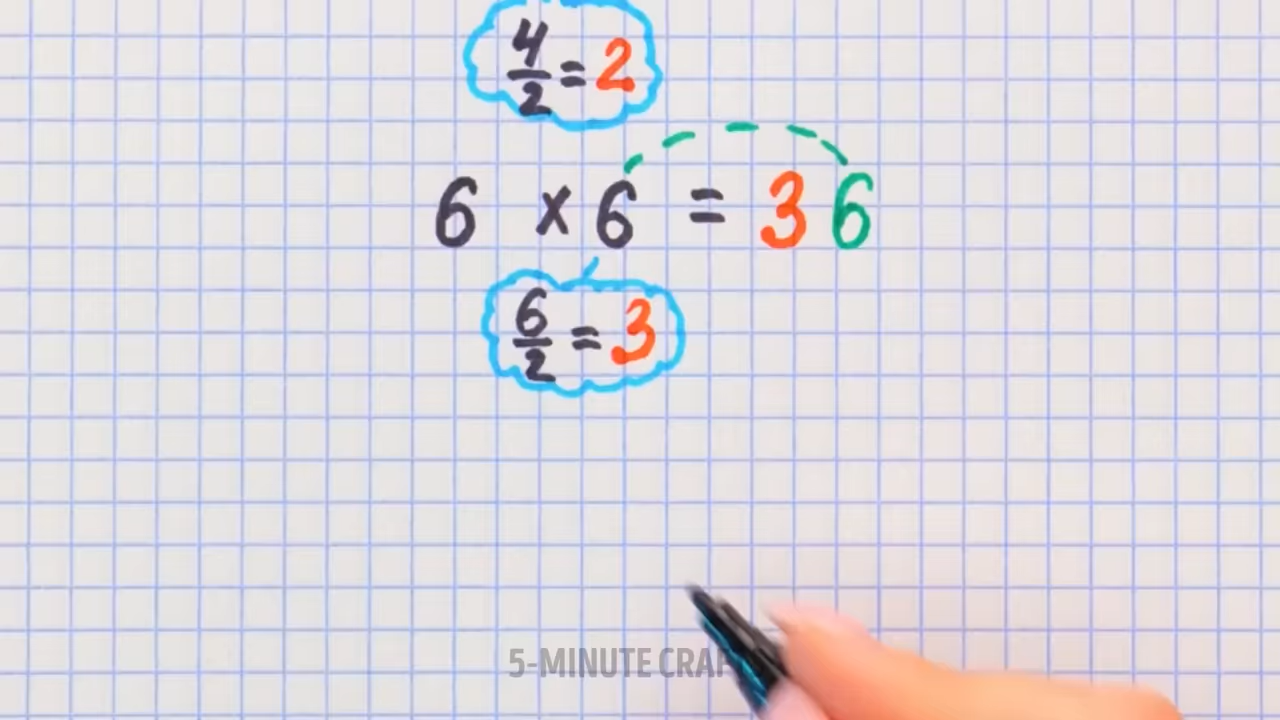 4/2 = 2
6 × 6 = 36
6/2 = 3
5-MINUTE CRAF